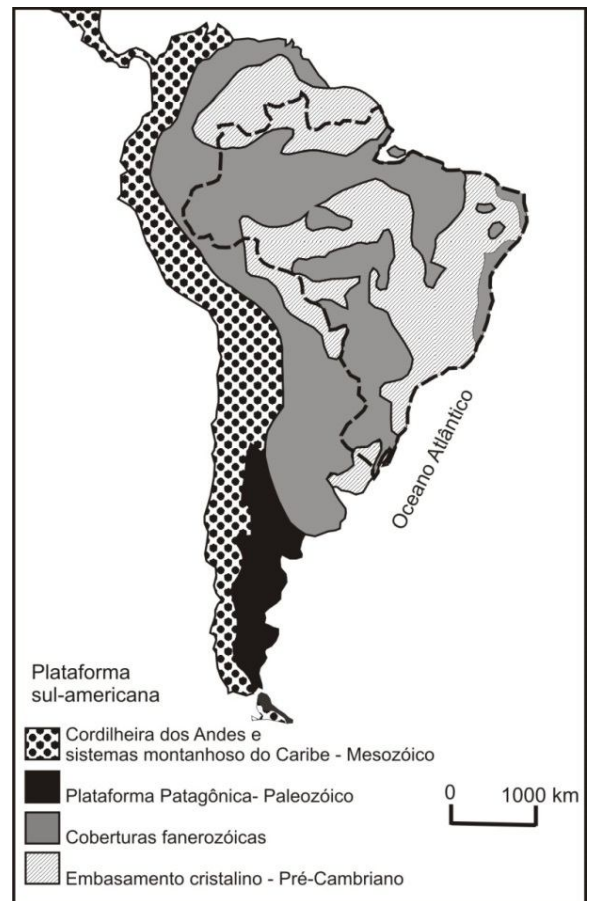 Oceano Atlântico
Plataforma
sul-americana
Cordilheira dos Andes e
sistemas montanhoso do Caribe - Mesozóico
Plataforma Patagônica- Paleozóico
Coberturas fanerozóicas
Embasamento cristalino - Pré-Cambriano
0 1000 km